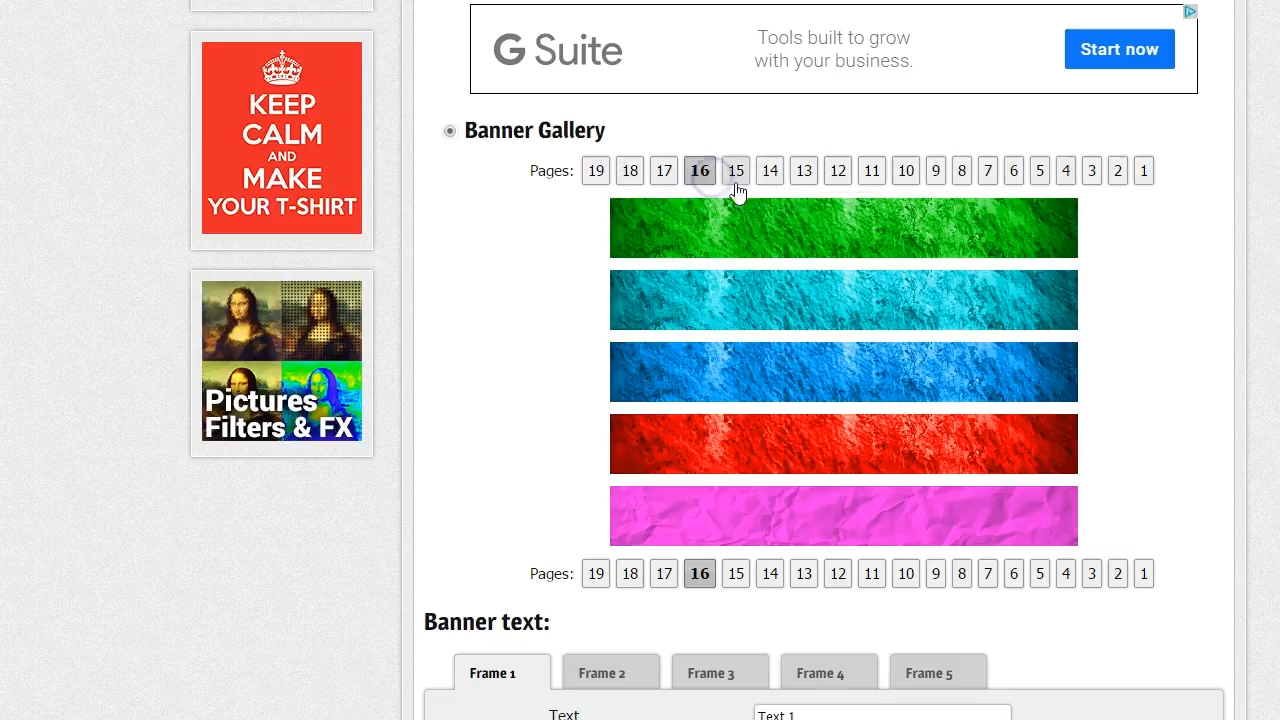 G Suite
Tools built to grow
with your business.
Start now
KEEP
CALM
AND
MAKE
YOUR T-SHIRT
Pictures
Filters & FX
Banner Gallery
Pages: 19 18 17 16 15 14 13 12 11 10 9 8 7 6 5 4 3 2 1
Pages: 19 18 17 16 15 14 13 12 11 10 9 8 7 6 5 4 3 2 1
Banner text:
Frame 1 Frame 2 Frame 3 Frame 4 Frame 5
Text Text 1